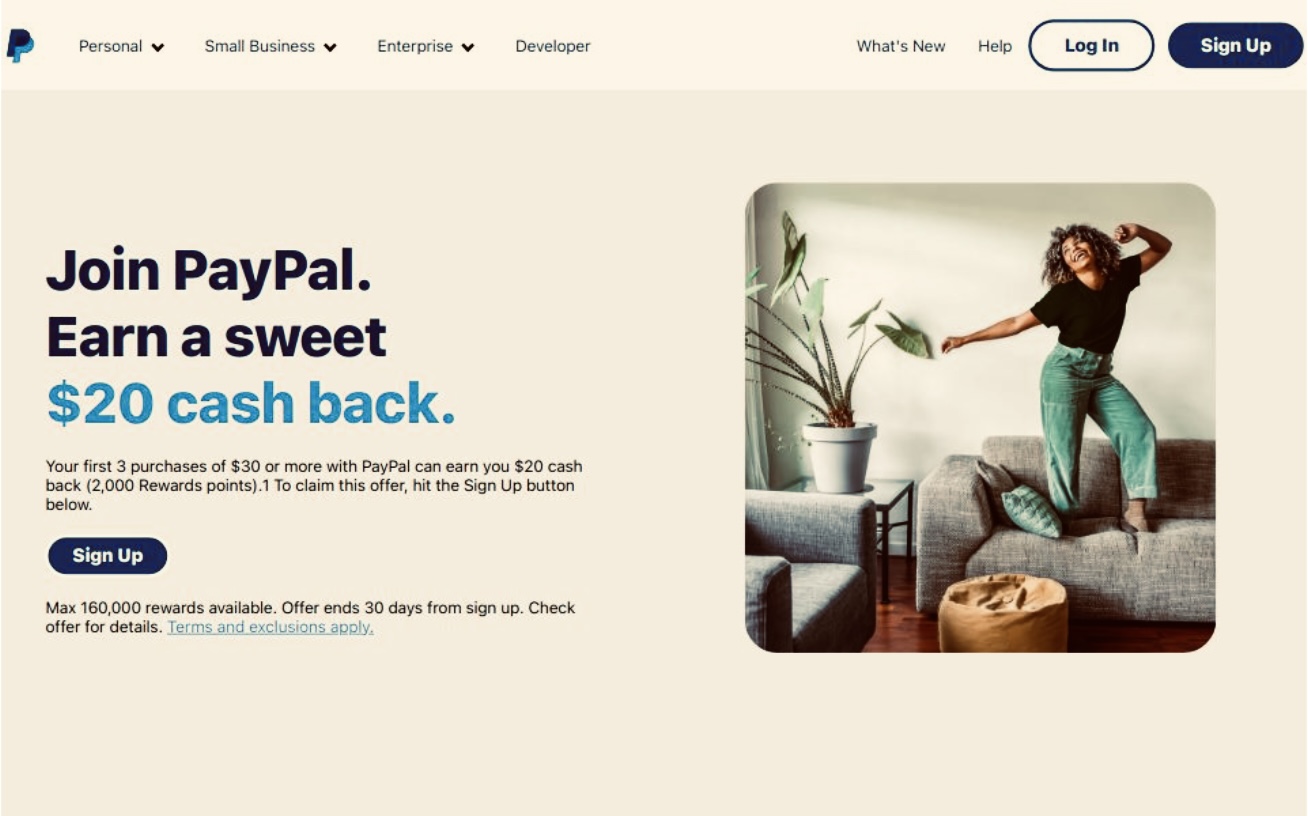 Personal
Small Business
Enterprise
Developer
What's New
Help
Log In
Sign Up
Join PayPal.
Earn a sweet
$20 cash back.
Your first 3 purchases of $30 or more with PayPal can earn you $20 cash
back (2,000 Rewards points).1 To claim this offer, hit the Sign Up button
below.
Sign Up
Max 160,000 rewards available. Offer ends 30 days from sign up. Check
offer for details. Terms and exclusions apply.